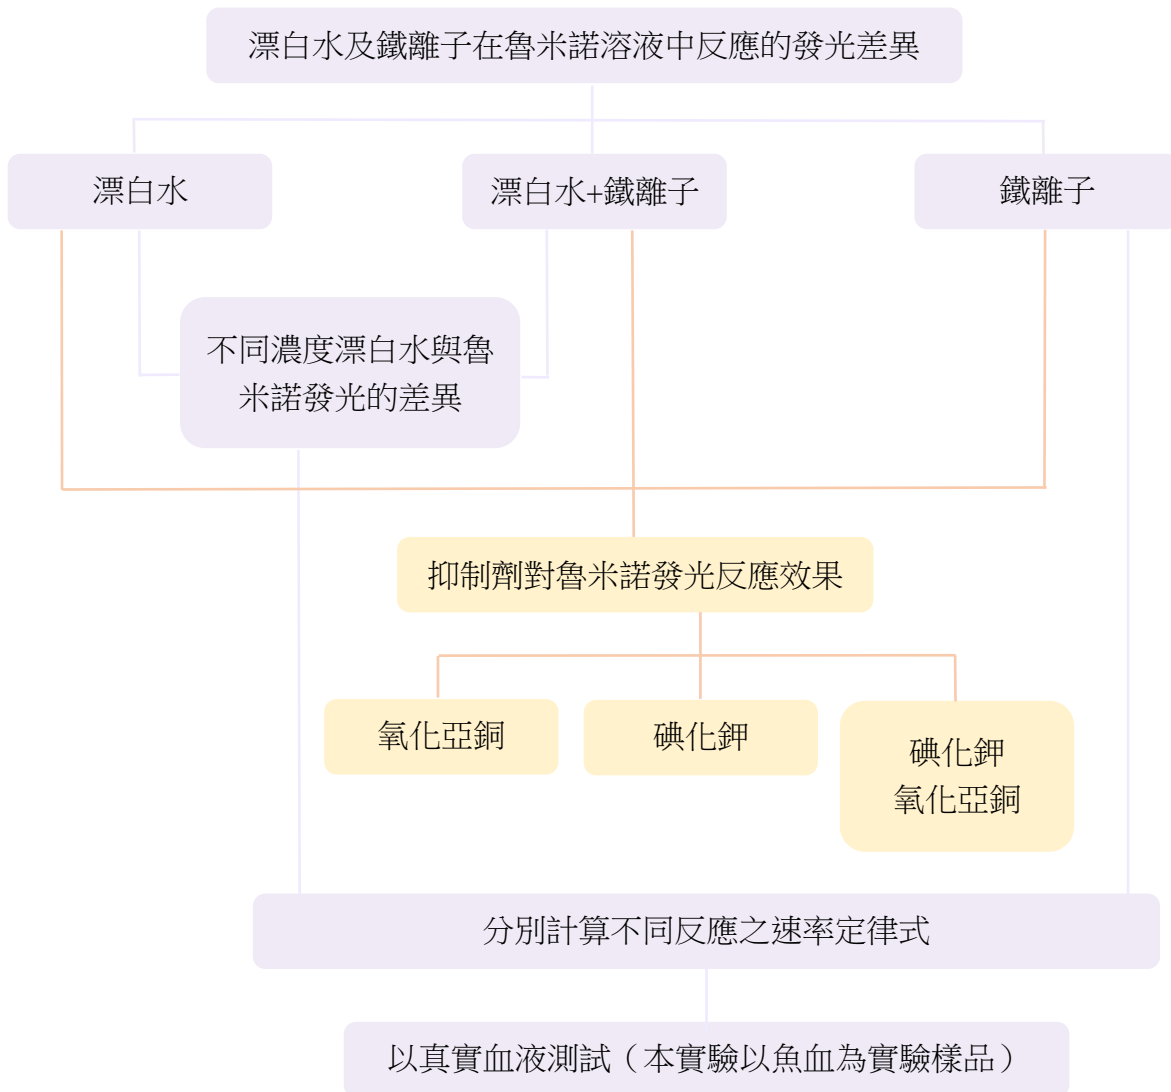 漂白水及鐵離子在魯米諾溶液中反應的發光差異
漂白水
漂白水+鐵離子
鐵離子
不同濃度漂白水與魯
米諾發光的差異
抑制劑對魯米諾發光反應效果
氧化亞銅
碘化鉀
碘化鉀
氧化亞銅
分別計算不同反應之速率定律式
以真實血液測試（本實驗以魚血為實驗樣品）